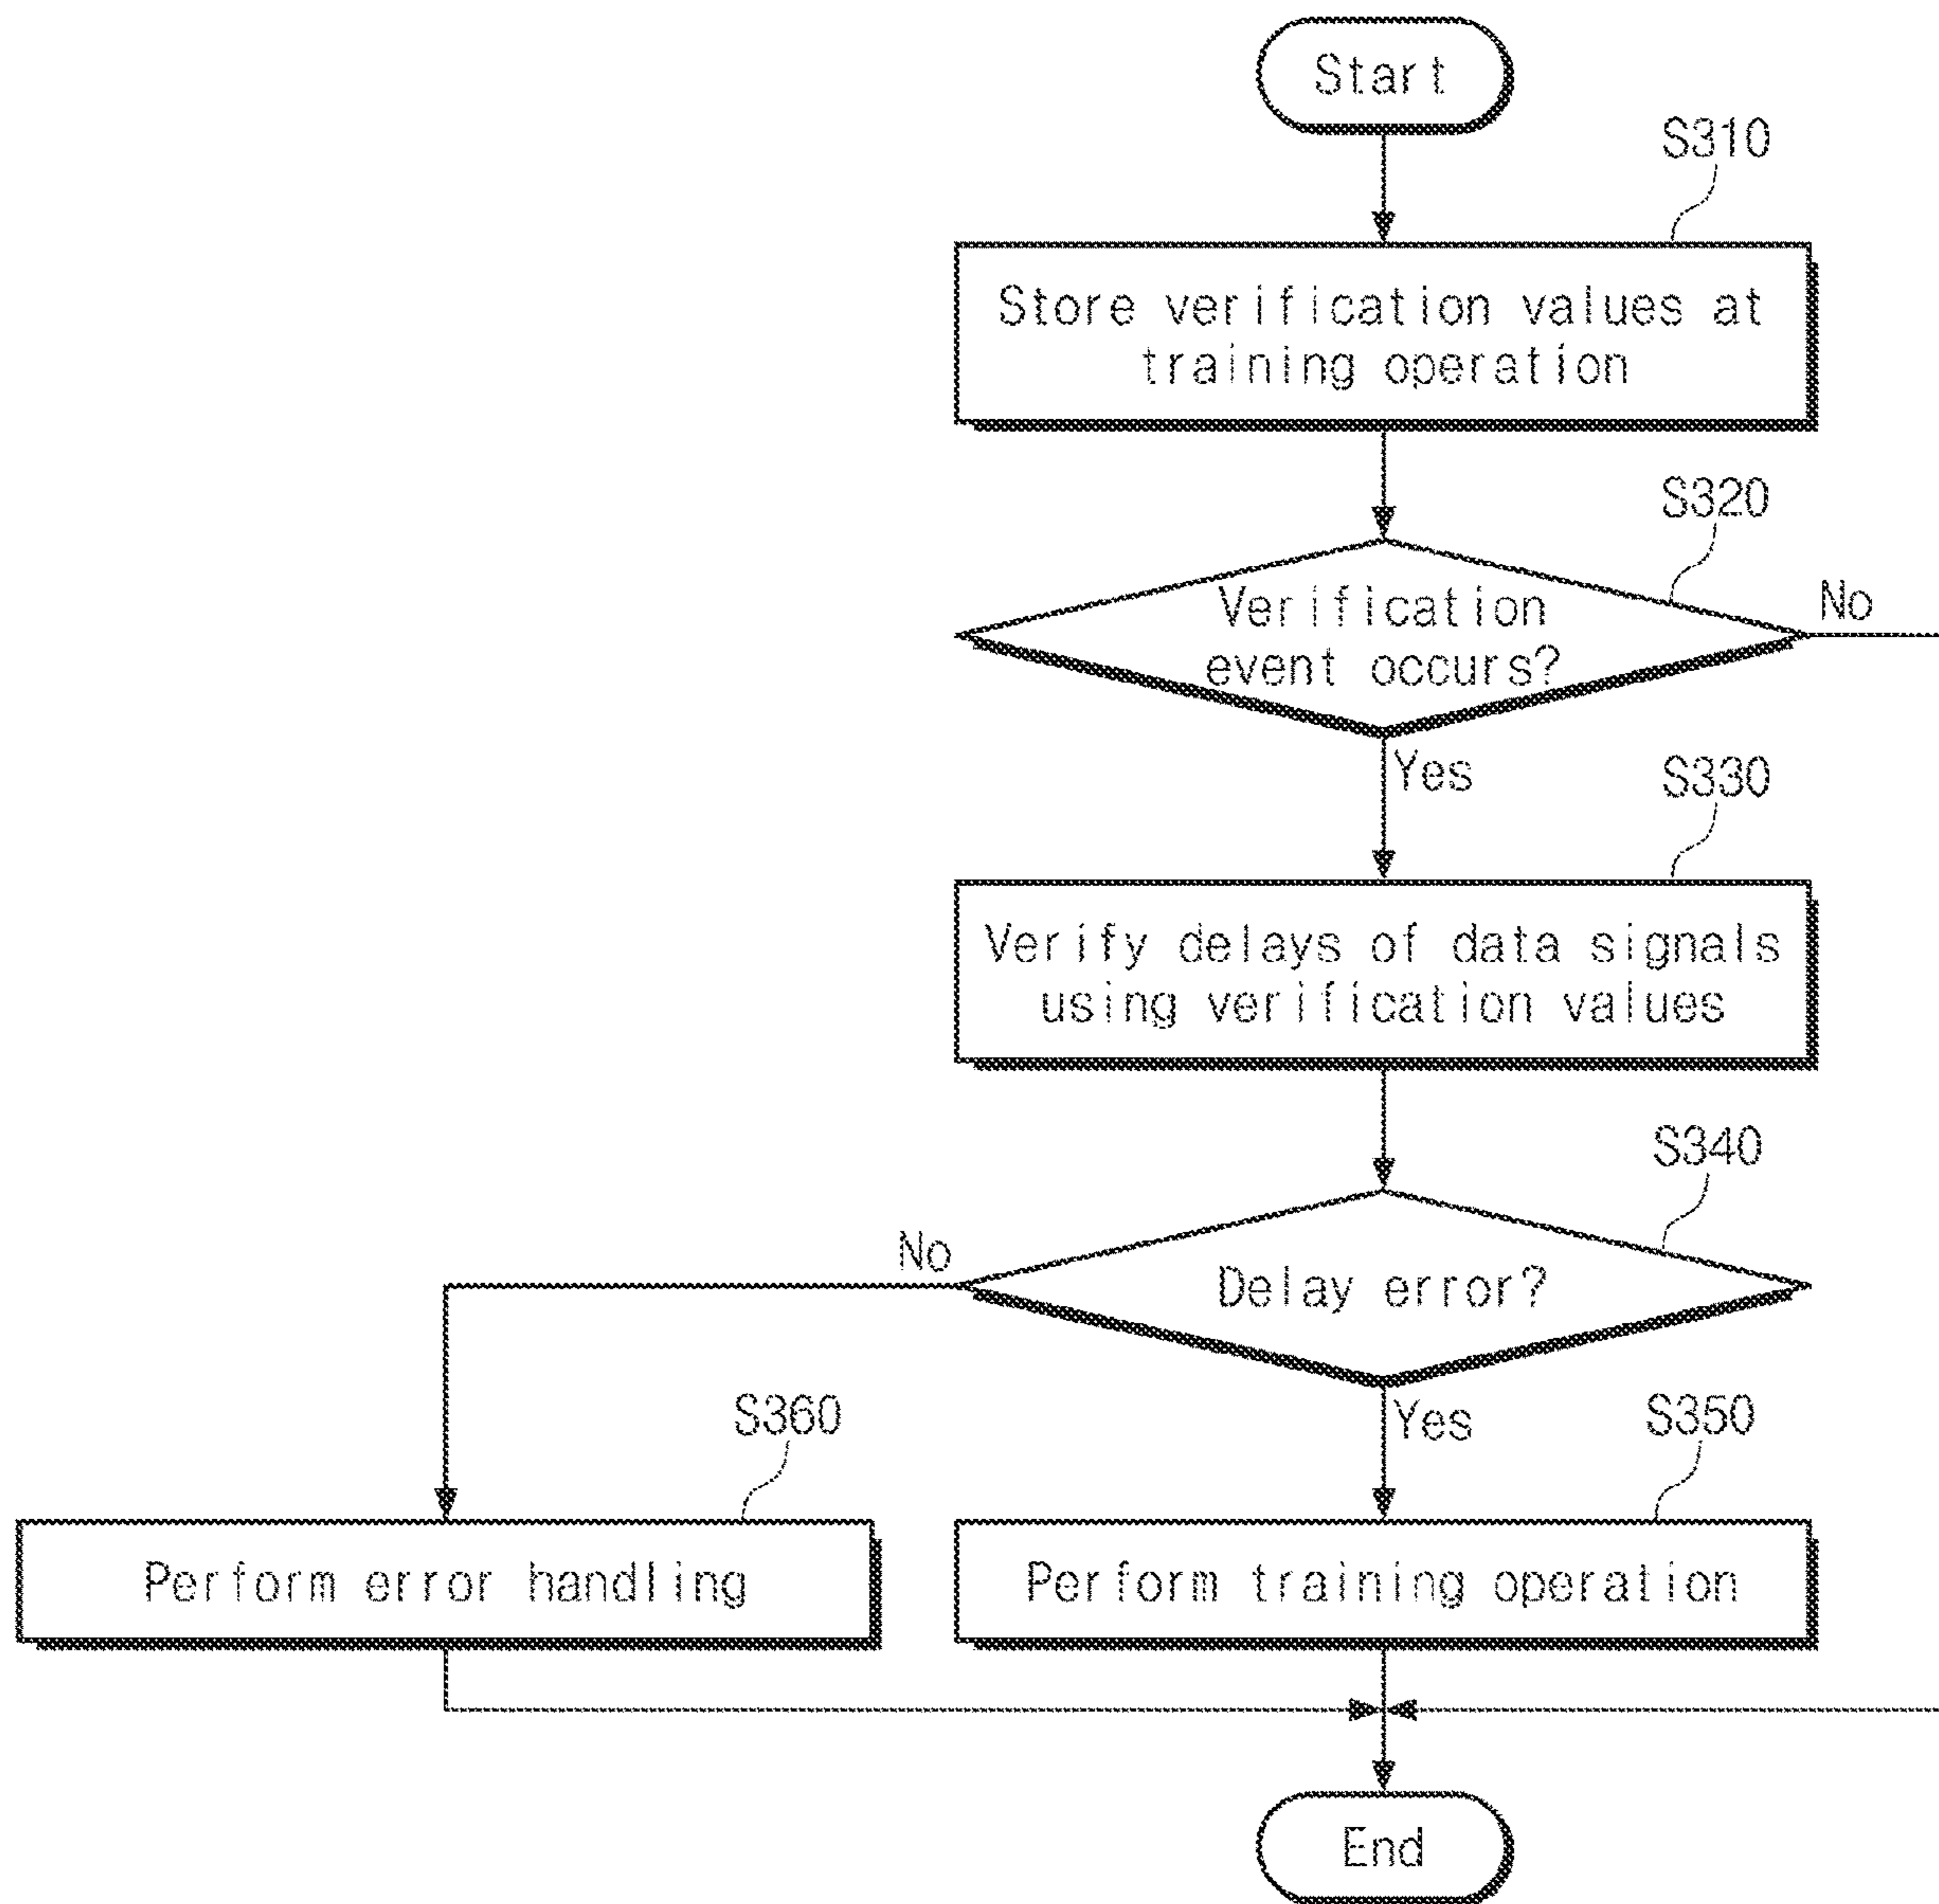 Start
S310
Store verification values at
training operation
S320
Verification
event occurs?
No
Yes
S330
Verify delays of data signals
using verification values
S340
No
Delay error?
Yes
S360
S350
Perform error handling
Perform training operation
End